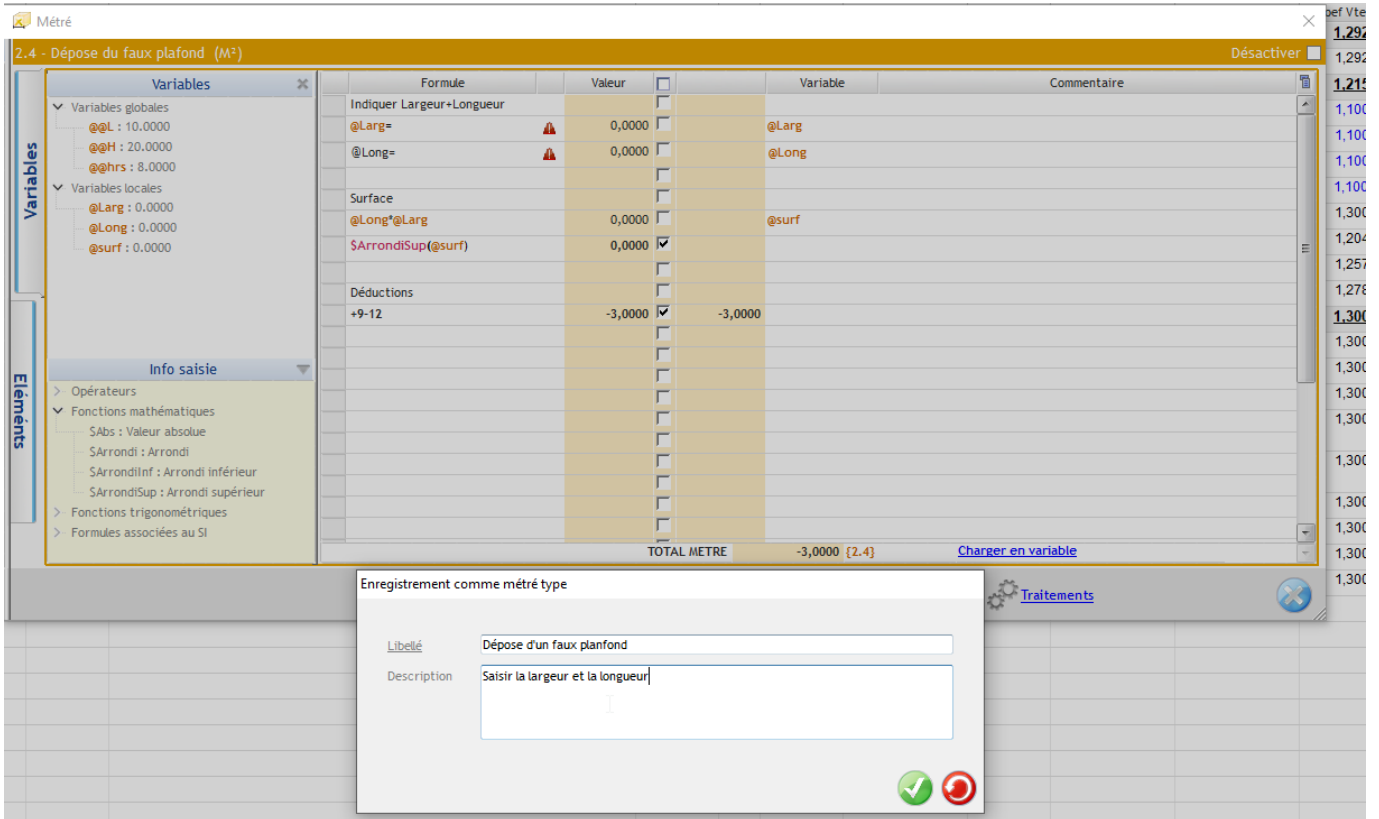 Métré
2.4 - Dépose du faux plafond (M²)
Désactiver
Variables
Eléments
Variables
Variables globales
@@L : 10.0000
@@H : 20.0000
@@hrs : 8.0000
Variables locales
@Larg : 0.0000
@Long : 0.0000
@surf : 0.0000
Info saisie
Opérateurs
Fonctions mathématiques
$Abs : Valeur absolue
$Arrondi : Arrondi
$ArrondiInf : Arrondi inférieur
$ArrondiSup : Arrondi supérieur
Fonctions trigonométriques
Formules associées au SI
Formule Valeur Variable Commentaire
Indiquer Largeur+Longueur
@Larg= 0,0000 @Larg
@Long= 0,0000 @Long
Surface
@Long*@Larg 0,0000 @surf
$ArrondiSup(@surf) 0,0000
Déductions
+9-12 -3,0000 -3,0000
TOTAL METRE -3,0000 {2.4} Charger en variable
Traitements
Enregistrement comme métré type
Libellé Dépose d'un faux planfond
Description Saisir la largeur et la longueur
oef Vte
1,292
1,292
1,215
1,100
1,100
1,100
1,100
1,300
1,204
1,257
1,278
1,300
1,300
1,300
1,300
1,300
1,300
1,300
1,300
1,300
1,300